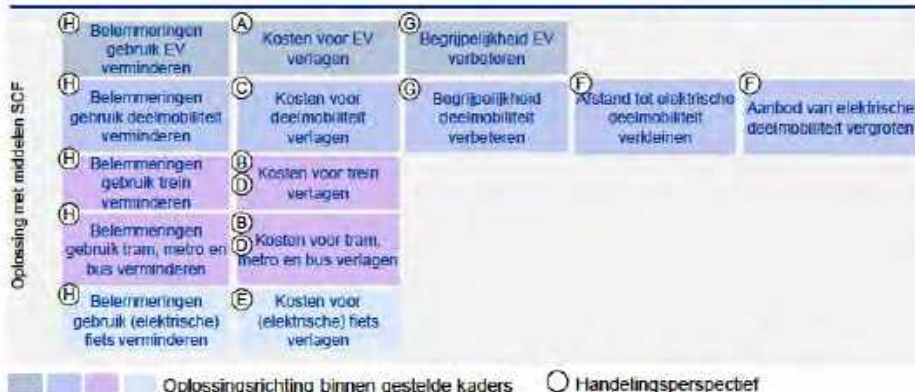 Oplossing met middelen SCF
H
Belemmeringen
gebruik EV
verminderen
A
Kosten voor EV
verlagen
G
Begrijpelijkheid EV
verbeteren
H
Belemmeringen
gebruik deelmobiliteit
verminderen
C
Kosten voor
deelmobiliteit
verlagen
G
Begrijpelijkheid
deelmobiliteit
verbeteren
F
Afstand tot elektrische
deelmobiliteit
verkleinen
F
Aanbod van elektrische
deelmobiliteit vergroten
H
Belemmeringen
gebruik trein
verminderen
B
D
Kosten voor trein
verlagen
H
Belemmeringen
gebruik tram, metro en
bus verminderen
B
D
Kosten voor tram,
metro en bus verlagen
H
Belemmeringen
gebruik (elektrische)
fiets verminderen
E
Kosten voor
(elektrische) fiets
verlagen
Oplossingsrichting binnen gestelde kaders
Handelingsperspectief